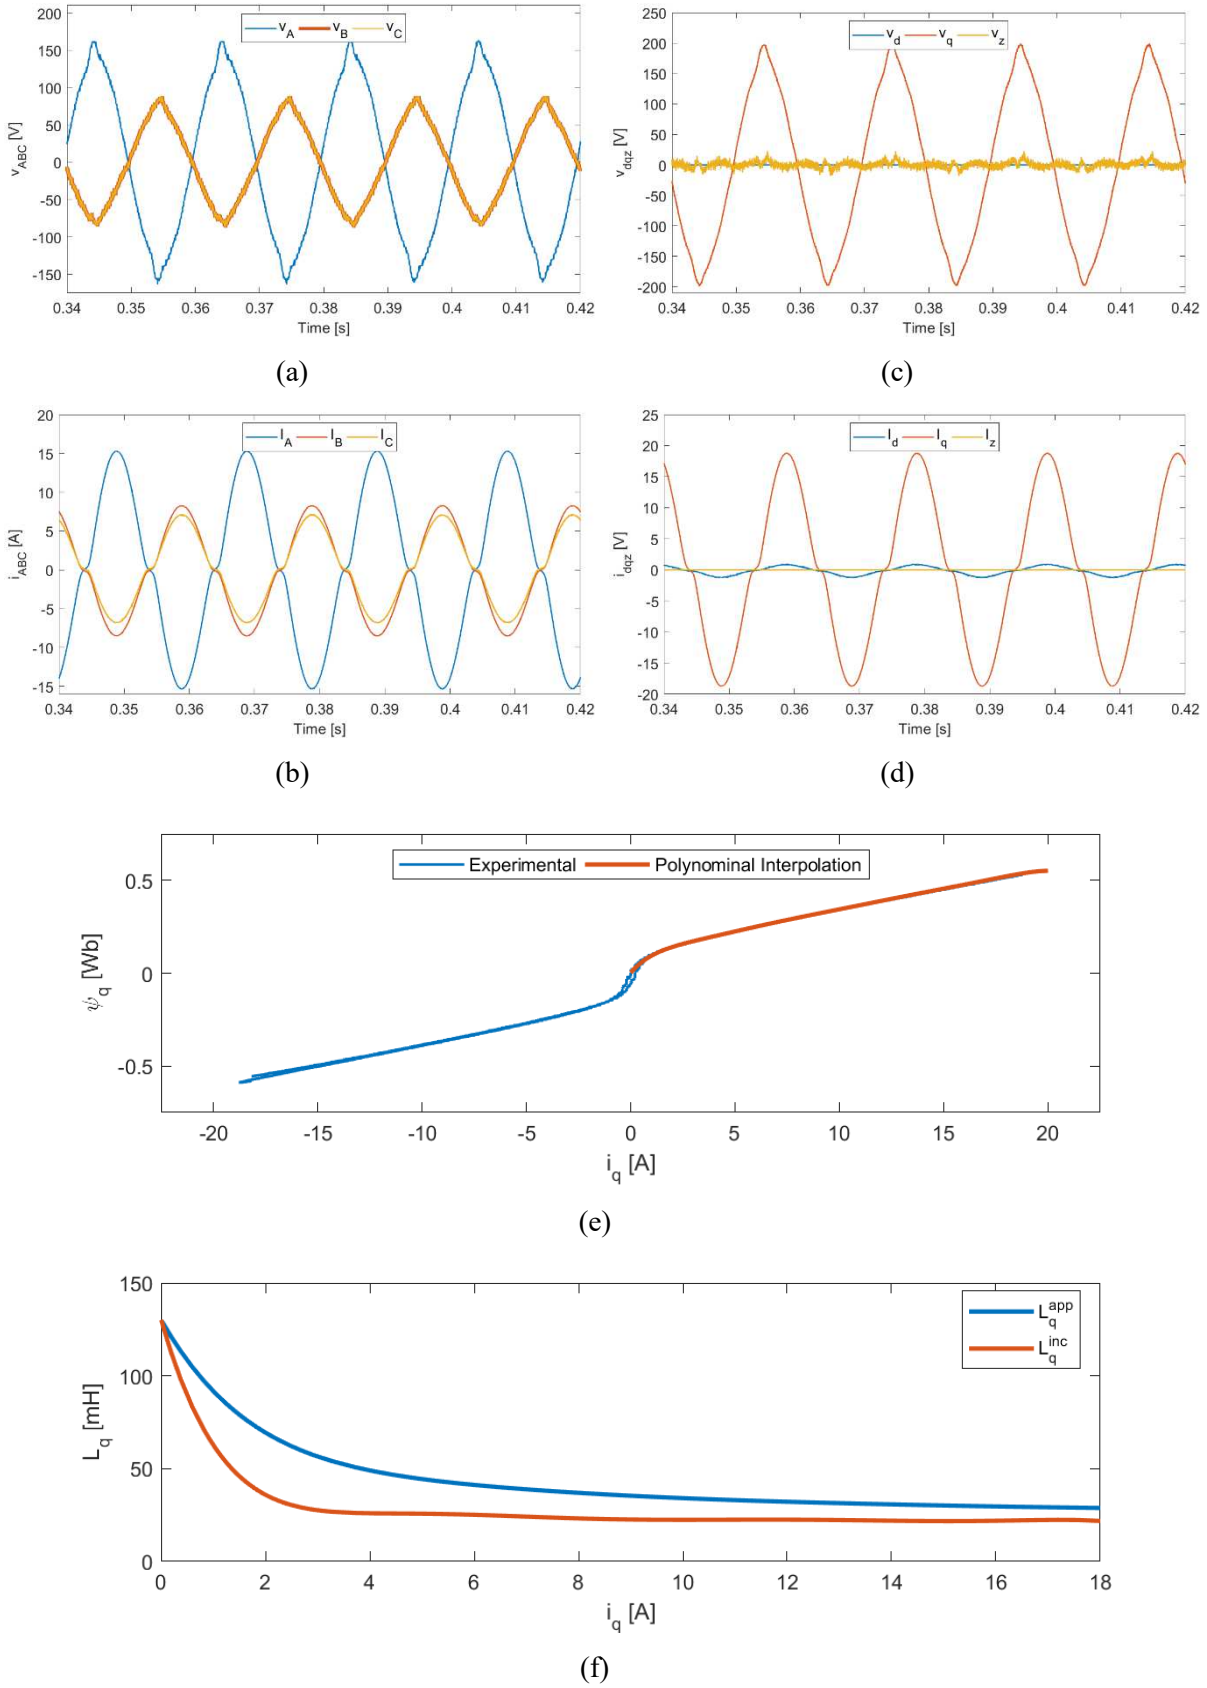 v_A v_B v_C
200
150
100
50
0
-50
-100
-150
v_ABC [V]
0.34 0.35 0.36 0.37 0.38 0.39 0.4 0.41 0.42
Time [s]
(a)
v_d v_q v_z
250
200
150
100
50
0
-50
-100
-150
-200
v_dqz [V]
0.34 0.35 0.36 0.37 0.38 0.39 0.4 0.41 0.42
Time [s]
(c)
I_A I_B I_C
20
15
10
5
0
-5
-10
-15
i_ABC [A]
0.34 0.35 0.36 0.37 0.38 0.39 0.4 0.41 0.42
Time [s]
(b)
I_d I_q I_z
25
20
15
10
5
0
-5
-10
-15
-20
i_dqz [V]
0.34 0.35 0.36 0.37 0.38 0.39 0.4 0.41 0.42
Time [s]
(d)
Experimental Polynominal Interpolation
0.5
0
-0.5
ψ_q [Wb]
-20 -15 -10 -5 0 5 10 15 20
i_q [A]
(e)
150
100
50
0
L_q [mH]
L_q^app
L_q^inc
0 2 4 6 8 10 12 14 16 18
i_q [A]
(f)